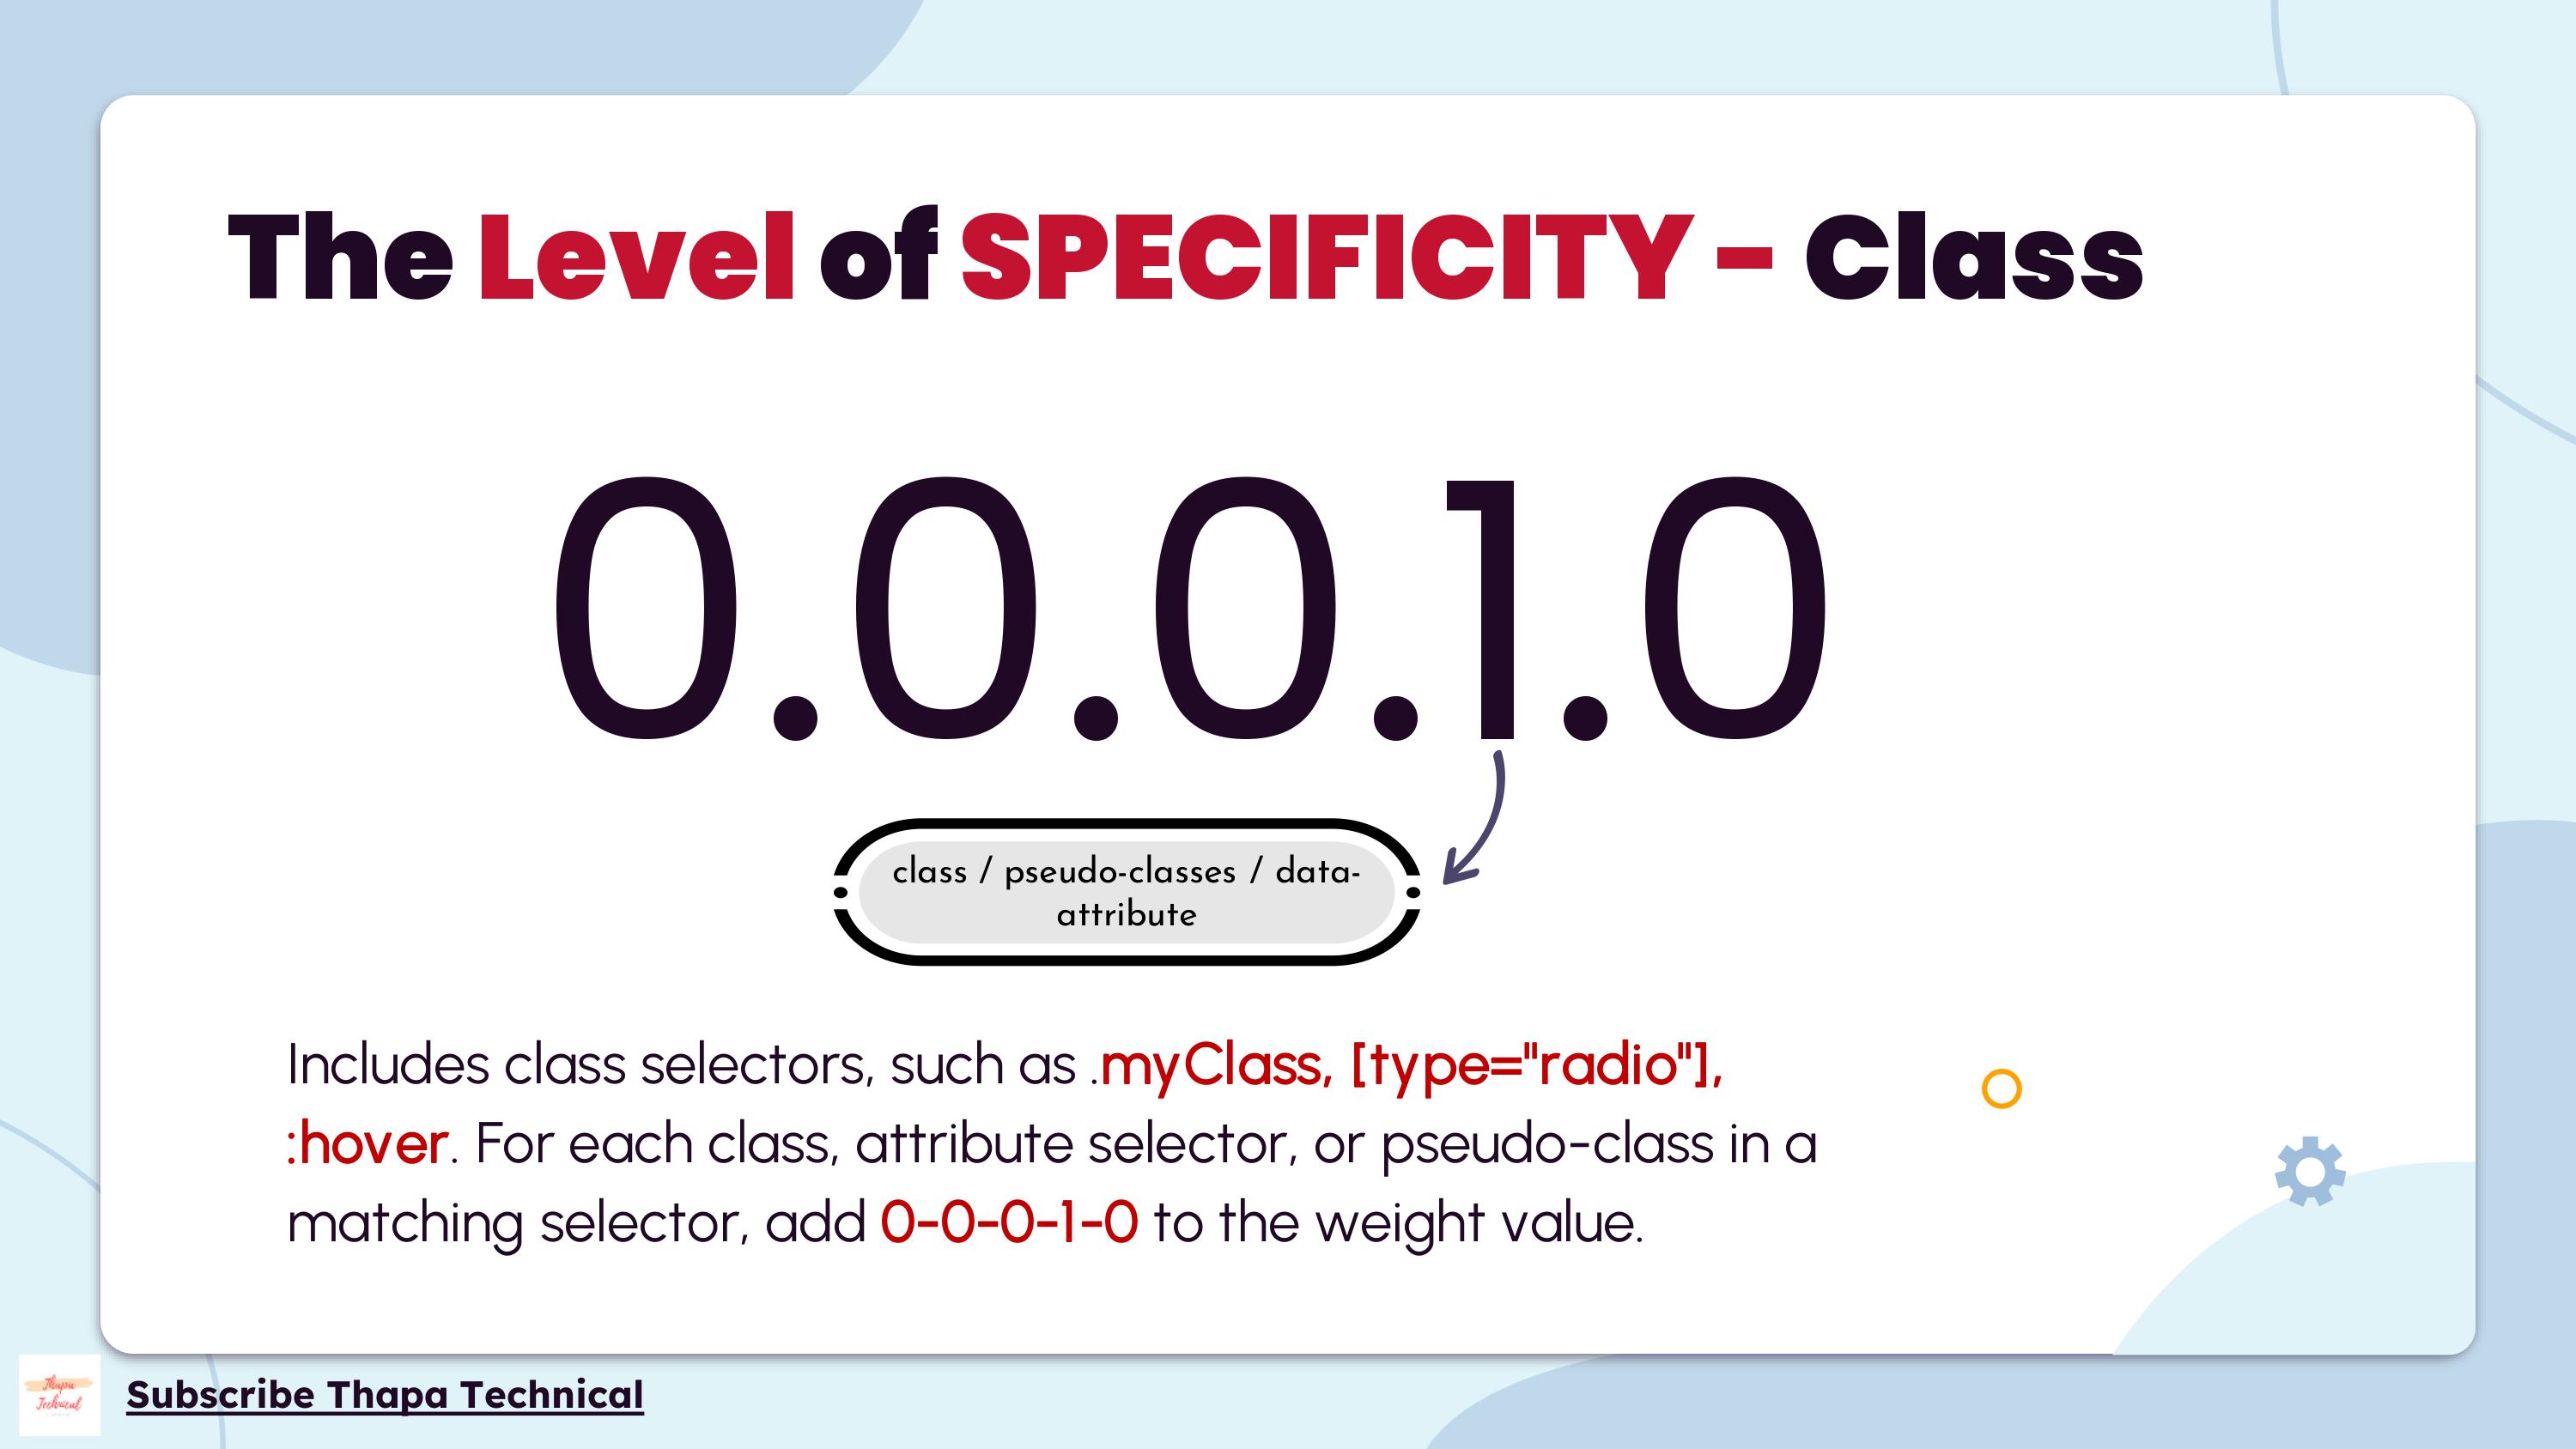 The Level of SPECIFICITY - Class
0.0.0.1.0
class / pseudo-classes / data-
attribute
Includes class selectors, such as .myClass, [type="radio"],
:hover. For each class, attribute selector, or pseudo-class in a
matching selector, add 0-0-0-1-0 to the weight value.
Thapa
Technical
Subscribe Thapa Technical